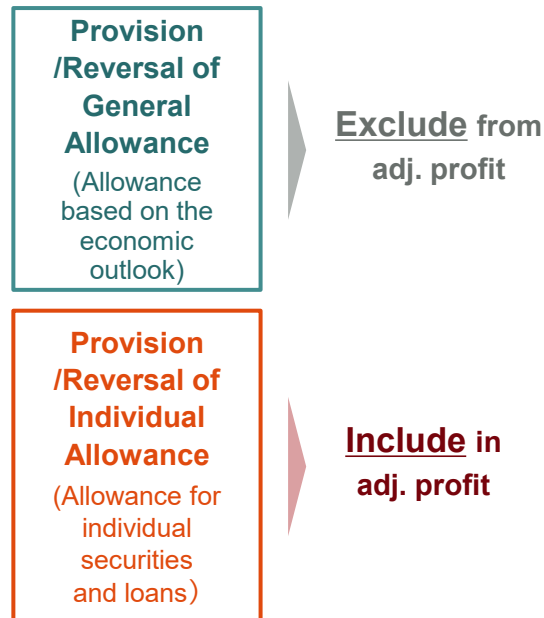 Provision
/Reversal of
General
Allowance
(Allowance
based on the
economic
outlook)
Exclude from
adj. profit
Provision
/Reversal of
Individual
Allowance
(Allowance for
individual
securities
and loans）
Include in
adj. profit